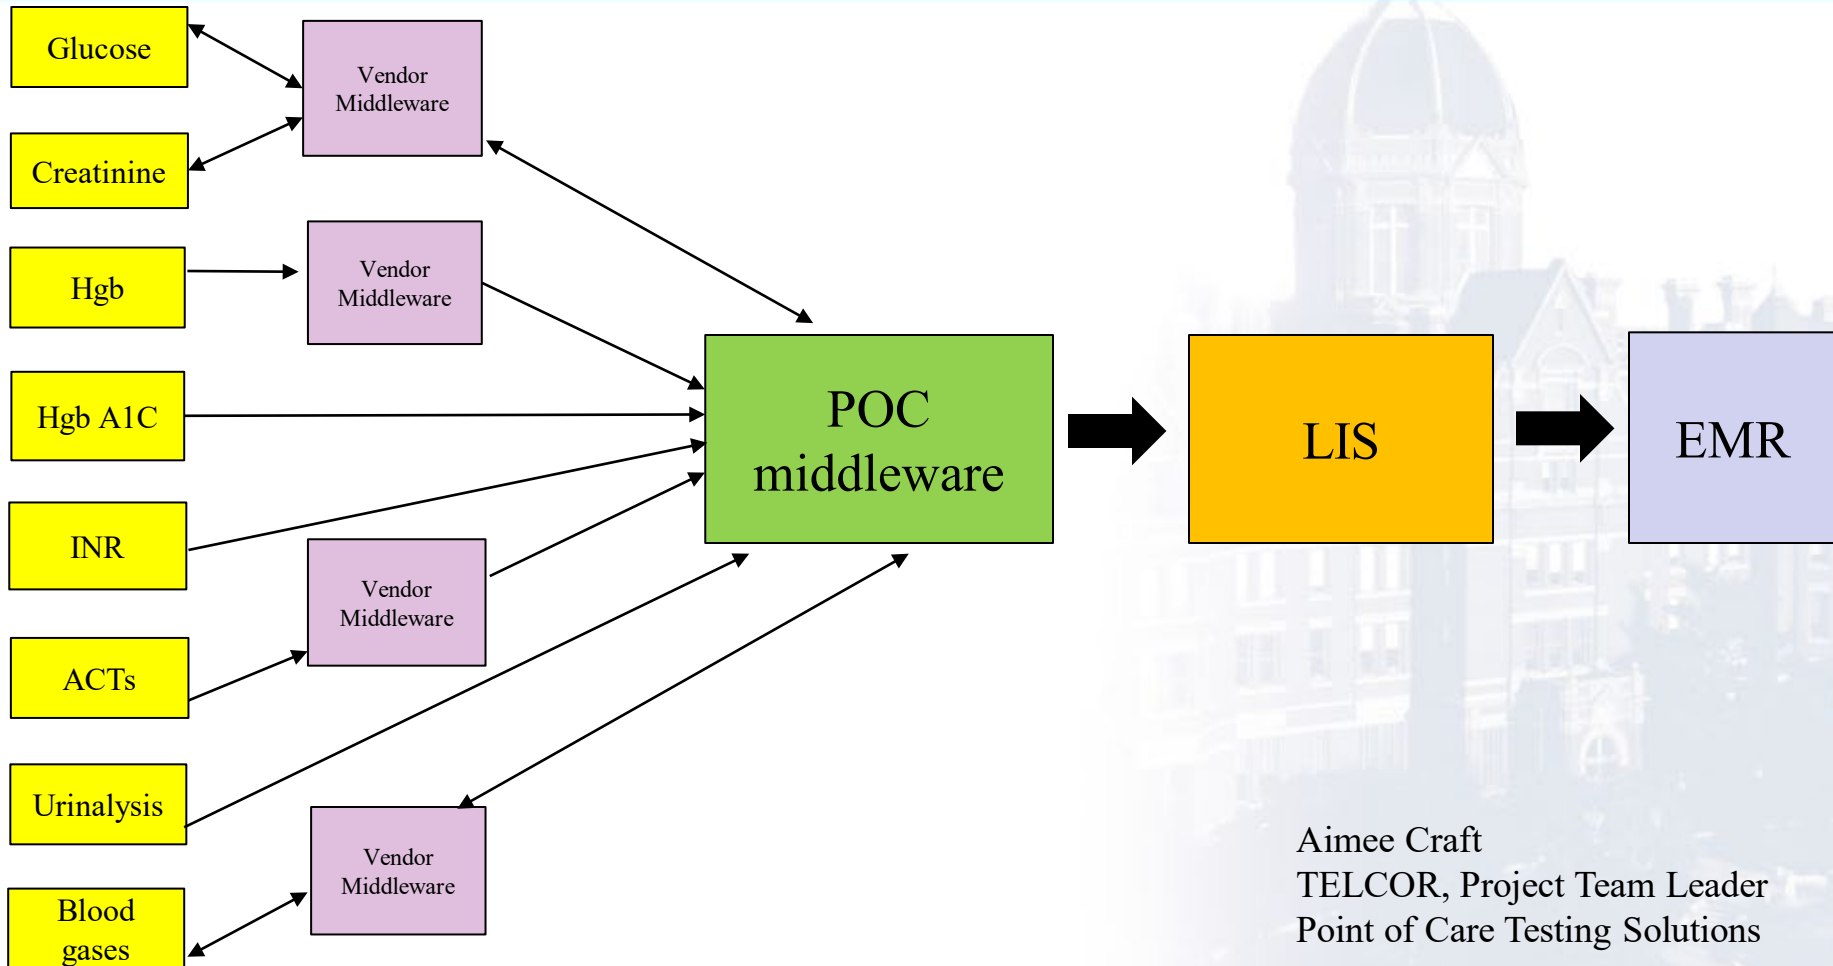 Glucose
Vendor
Middleware
Creatinine
Hgb
Vendor
Middleware
Hgb A1C
INR
Vendor
Middleware
ACTs
Urinalysis
Vendor
Middleware
Blood
gases
POC
middleware
LIS
EMR
Aimee Craft
TELCOR, Project Team Leader
Point of Care Testing Solutions